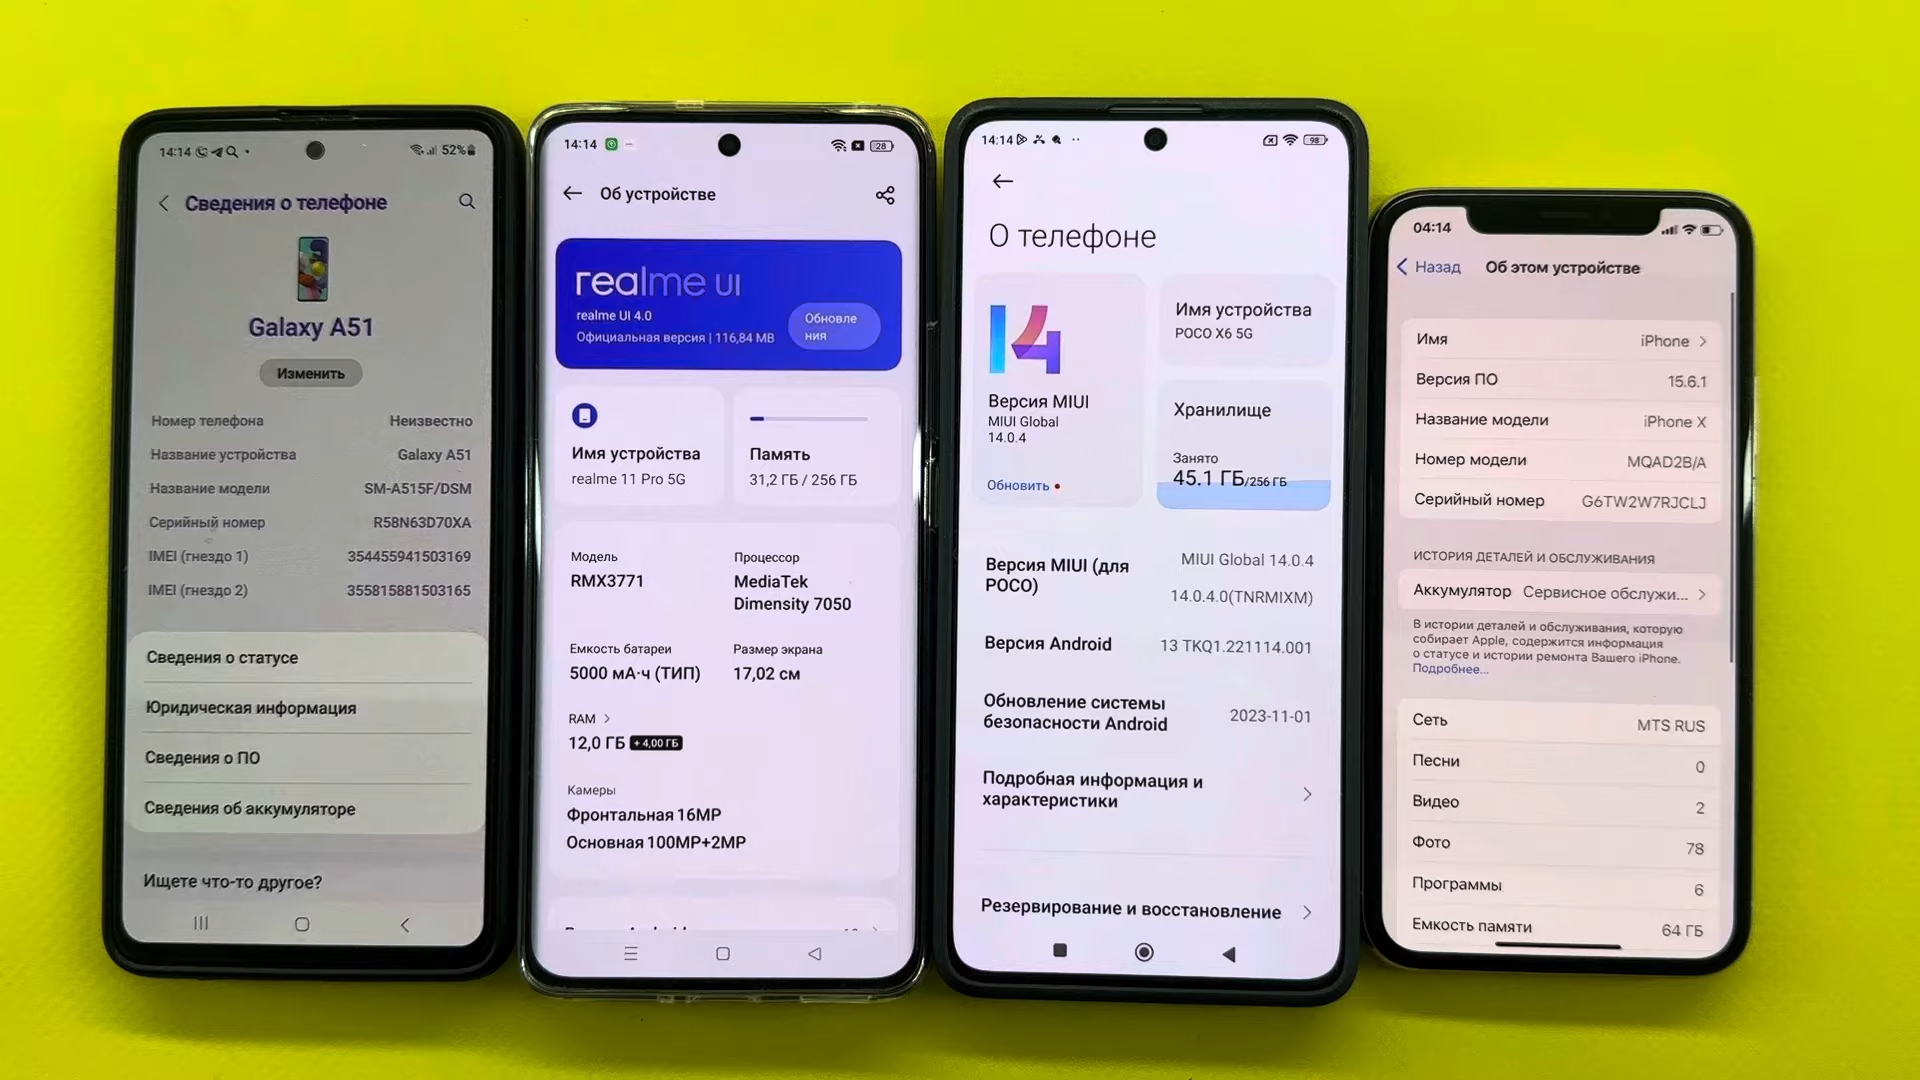 14:14
52%
Сведения о телефоне
Galaxy A51
Изменить
Номер телефона Неизвестно
Название устройства Galaxy A51
Название модели SM-A515F/DSM
Серийный номер R58N63D70XA
IMEI (гнездо 1) 354455941503169
IMEI (гнездо 2) 355815881503165
Сведения о статусе
Юридическая информация
Сведения о ПО
Сведения об аккумуляторе
Ищете что-то другое?
14:14
28
Об устройстве
realme UI
realme UI 4.0
Официальная версия | 116,84 MB
Обновле
ния
Имя устройства
realme 11 Pro 5G
Память
31,2 ГБ / 256 ГБ
Модель
RMX3771
Процессор
MediaTek
Dimensity 7050
Емкость батареи
5000 мА·ч (ТИП)
Размер экрана
17,02 см
RAM
12,0 ГБ + 4,00 ГБ
Камеры
Фронтальная 16MP
Основная 100MP+2MP
14:14
98
О телефоне
14
Версия MIUI
MIUI Global
14.0.4
Обновить
Имя устройства
POCO X6 5G
Хранилище
Занято
45.1 ГБ/256 ГБ
Версия MIUI (для
POCO)
MIUI Global 14.0.4
14.0.4.0(TNRMIXM)
Версия Android 13 TKQ1.221114.001
Обновление системы
безопасности Android
2023-11-01
Подробная информация и
характеристики
Резервирование и восстановление
04:14
Назад Об этом устройстве
Имя iPhone
Версия ПО 15.6.1
Название модели iPhone X
Номер модели MQAD2B/A
Серийный номер G6TW2W7RJCLJ
ИСТОРИЯ ДЕТАЛЕЙ И ОБСЛУЖИВАНИЯ
Аккумулятор Сервисное обслужи...
В истории деталей и обслуживания, которую
собирает Apple, содержится информация
о статусе и истории ремонта Вашего iPhone.
Подробнее...
Сеть MTS RUS
Песни 0
Видео 2
Фото 78
Программы 6
Емкость памяти 64 ГБ